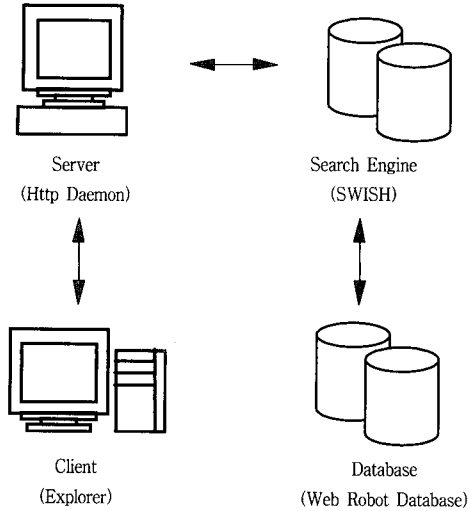 Server
(Http Daemon)
Search Engine
(SWISH)
Client
(Explorer)
Database
(Web Robot Database)